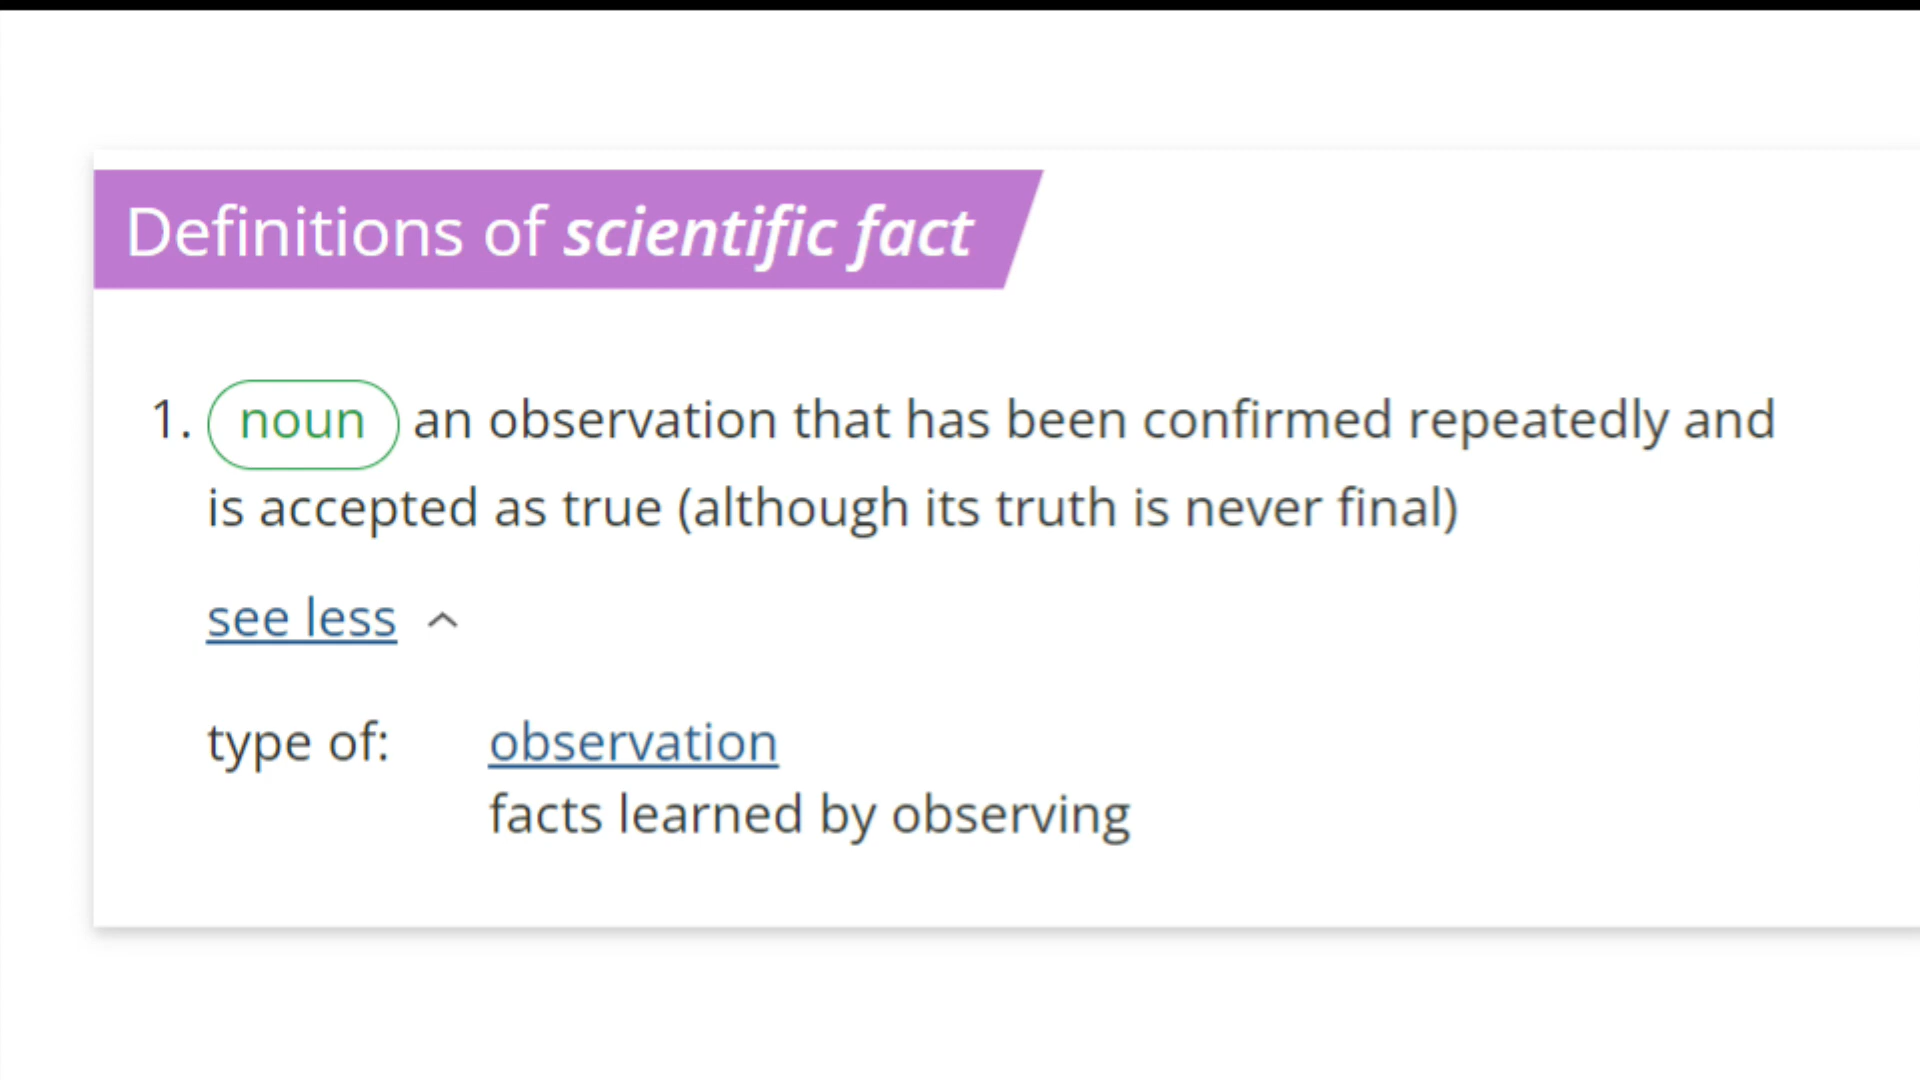 Definitions of scientific fact
1. noun an observation that has been confirmed repeatedly and
is accepted as true (although its truth is never final)
see less
type of: observation
facts learned by observing